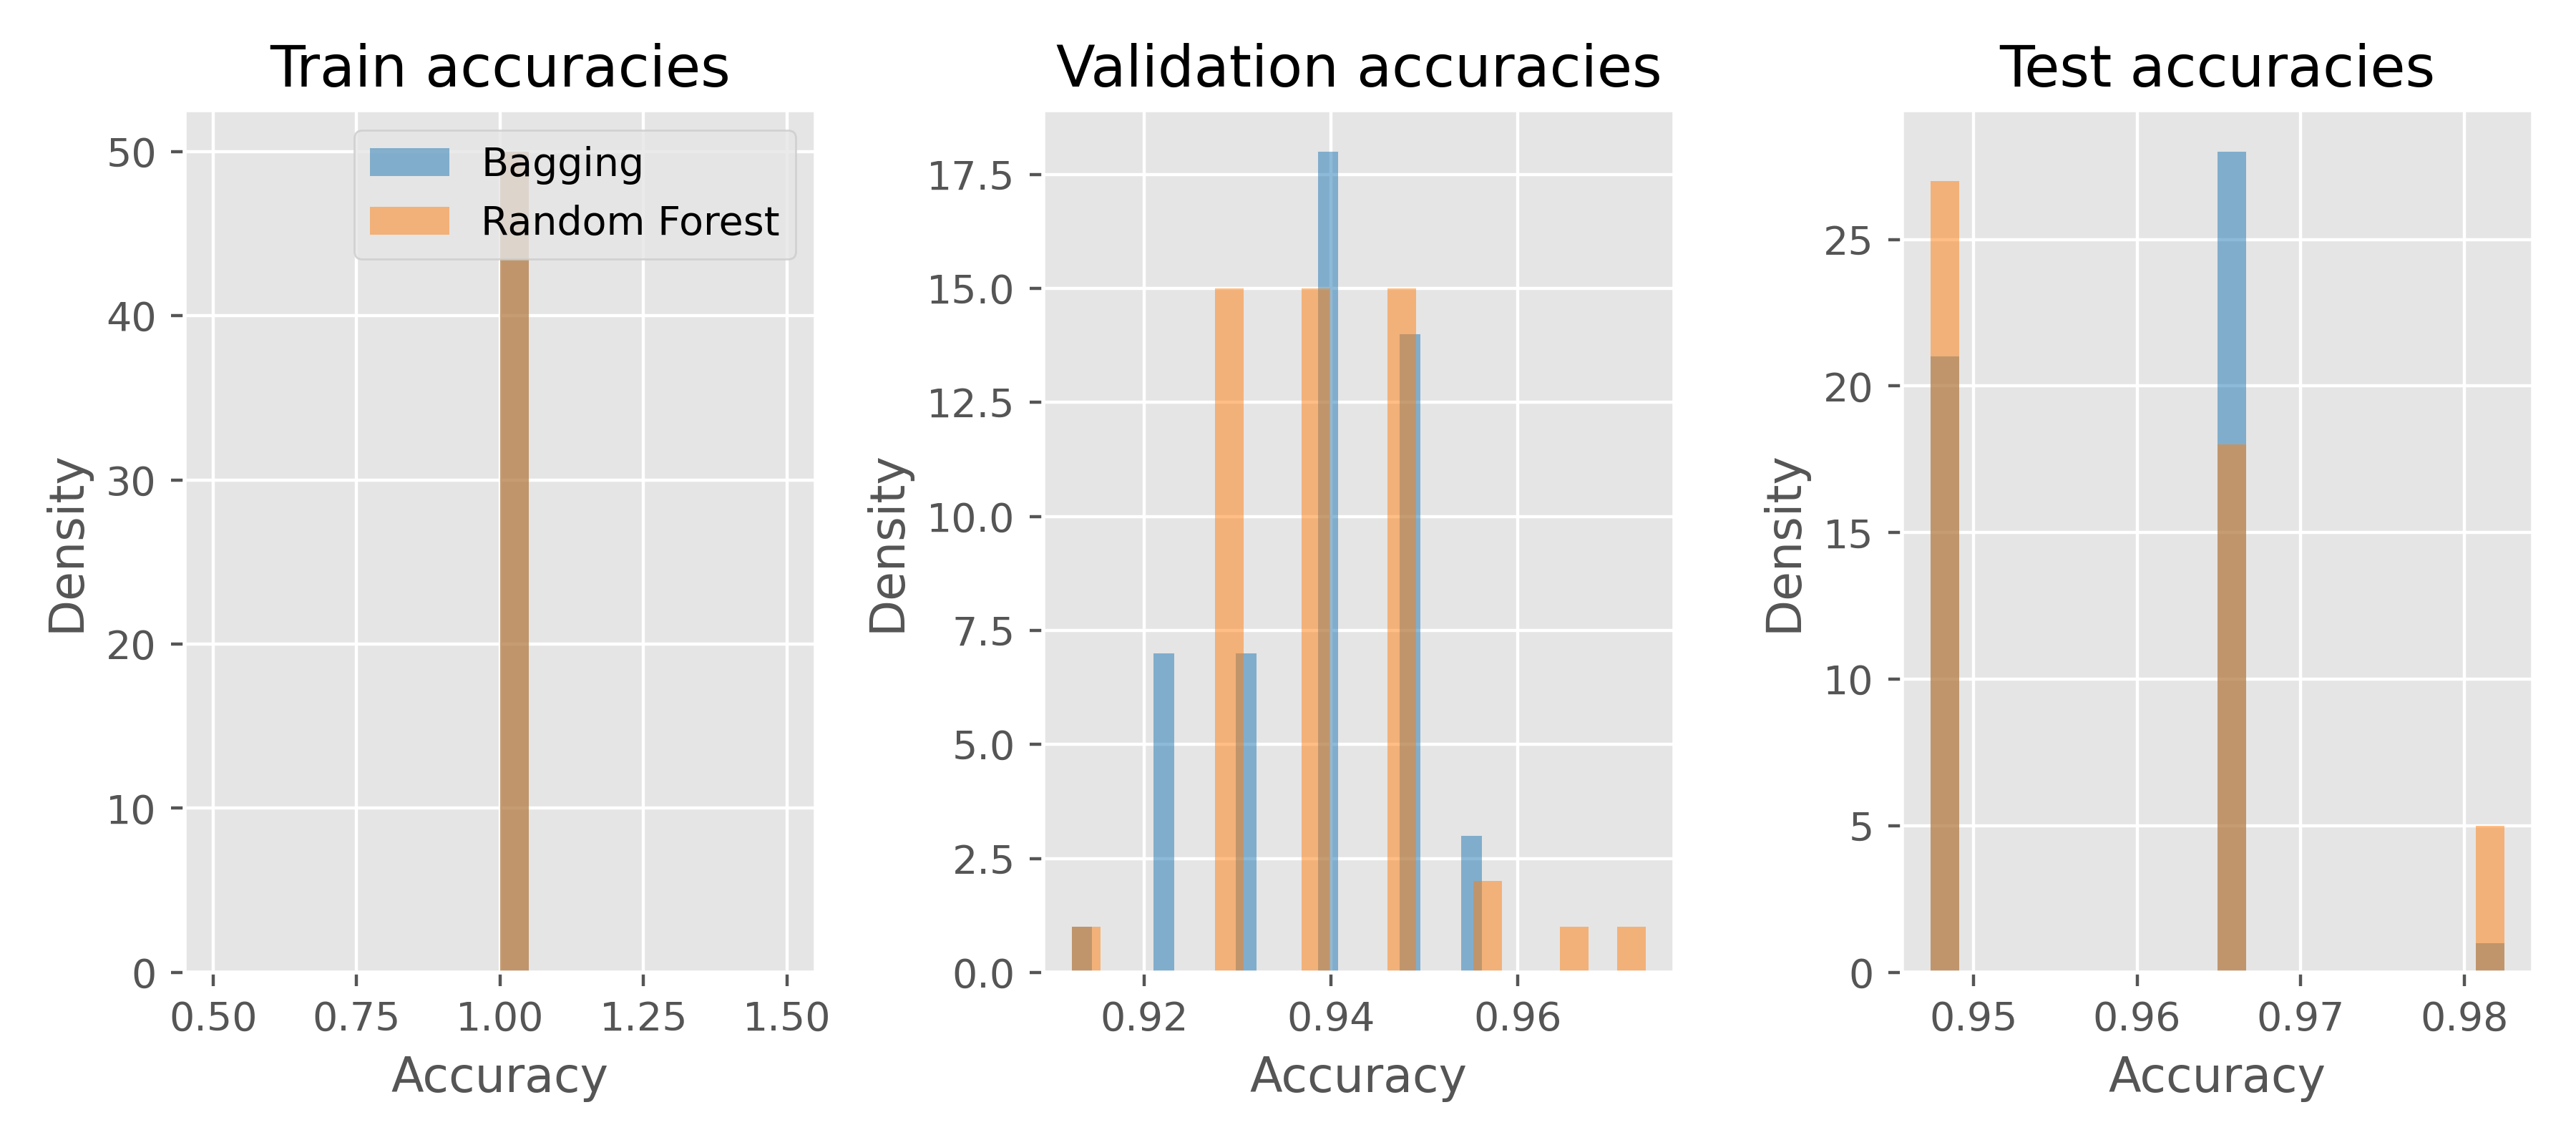 Train accuracies
Validation accuracies
Test accuracies
Bagging
Random Forest
Density
50
40
30
20
10
0
0.50 0.75 1.00 1.25 1.50
Accuracy
Density
17.5
15.0
12.5
10.0
7.5
5.0
2.5
0.0
0.92 0.94 0.96
Accuracy
Density
25
20
15
10
5
0
0.95 0.96 0.97 0.98
Accuracy